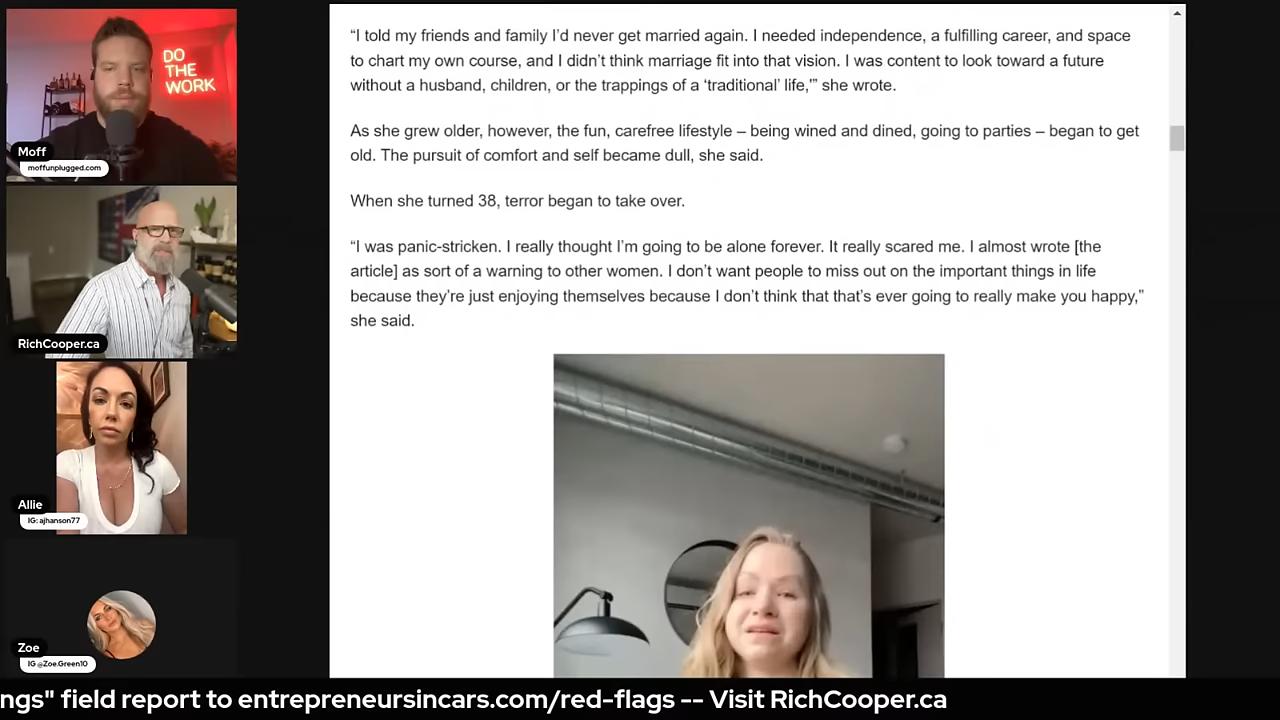 DO
THE
WORK
Moff
moffunplugged.com
RichCooper.ca
Allie
IG: ajhanson77
Zoe
IG @Zoe.Green10
“I told my friends and family I’d never get married again. I needed independence, a fulfilling career, and space
to chart my own course, and I didn’t think marriage fit into that vision. I was content to look toward a future
without a husband, children, or the trappings of a ‘traditional’ life,’” she wrote.
As she grew older, however, the fun, carefree lifestyle – being wined and dined, going to parties – began to get
old. The pursuit of comfort and self became dull, she said.
When she turned 38, terror began to take over.
“I was panic-stricken. I really thought I’m going to be alone forever. It really scared me. I almost wrote [the
article] as sort of a warning to other women. I don’t want people to miss out on the important things in life
because they’re just enjoying themselves because I don’t think that that’s ever going to really make you happy,”
she said.
ngs" field report to entrepreneursincars.com/red-flags -- Visit RichCooper.ca